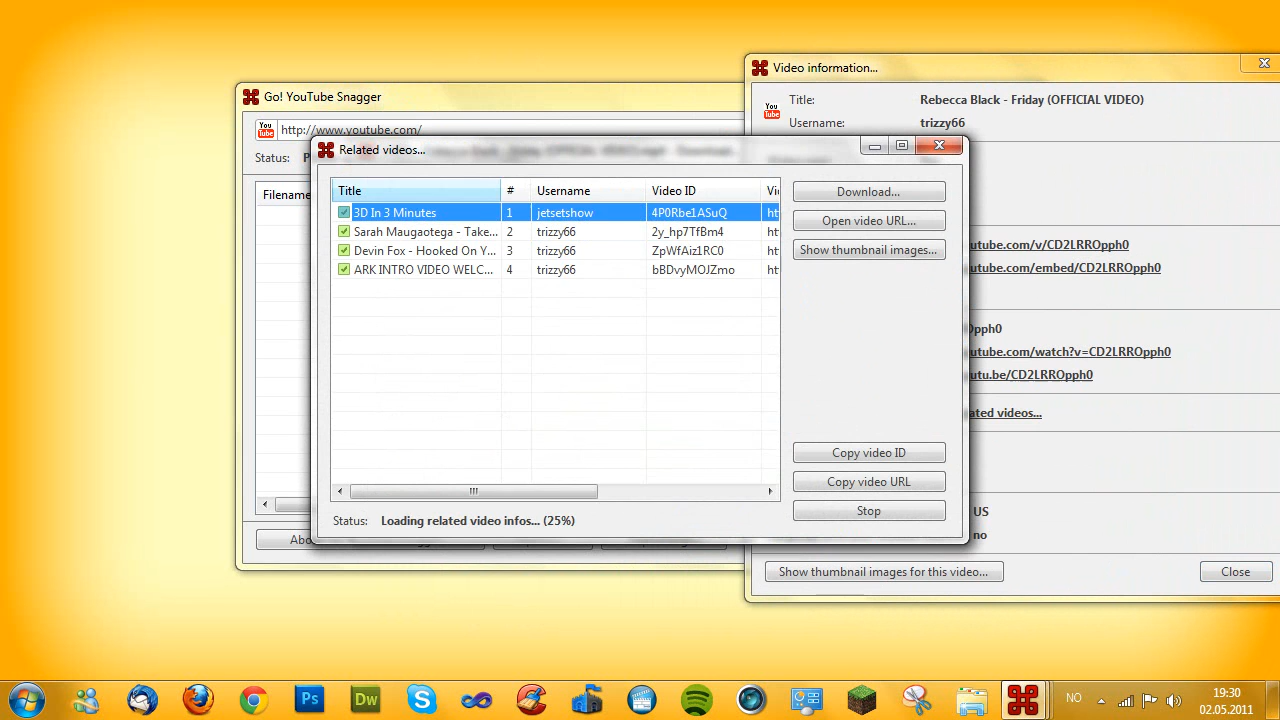 Video information...
Go! YouTube Snagger
Title: Rebecca Black - Friday (OFFICIAL VIDEO)
Username: trizzy66
You Tube
http://www.youtube.com/
Status:
Related videos...
Filename
Title # Username Video ID
3D In 3 Minutes 1 jetsetshow 4P0Rbe1ASuQ
Sarah Maugaotega - Take... 2 trizzy66 2y_hp7TfBm4
Devin Fox - Hooked On Y... 3 trizzy66 ZpWfAiz1RC0
ARK INTRO VIDEO WELC... 4 trizzy66 bBDvyMOJZmo
Download...
Open video URL...
Show thumbnail images...
Copy video ID
Copy video URL
Stop
Status: Loading related video infos... (25%)
utube.com/v/CD2LRROpph0
utube.com/embed/CD2LRROpph0
Opph0
utube.com/watch?v=CD2LRROpph0
utu.be/CD2LRROpph0
ated videos...
US
no
Show thumbnail images for this video...
Close
Ps
Dw
NO
19:30
02.05.2011